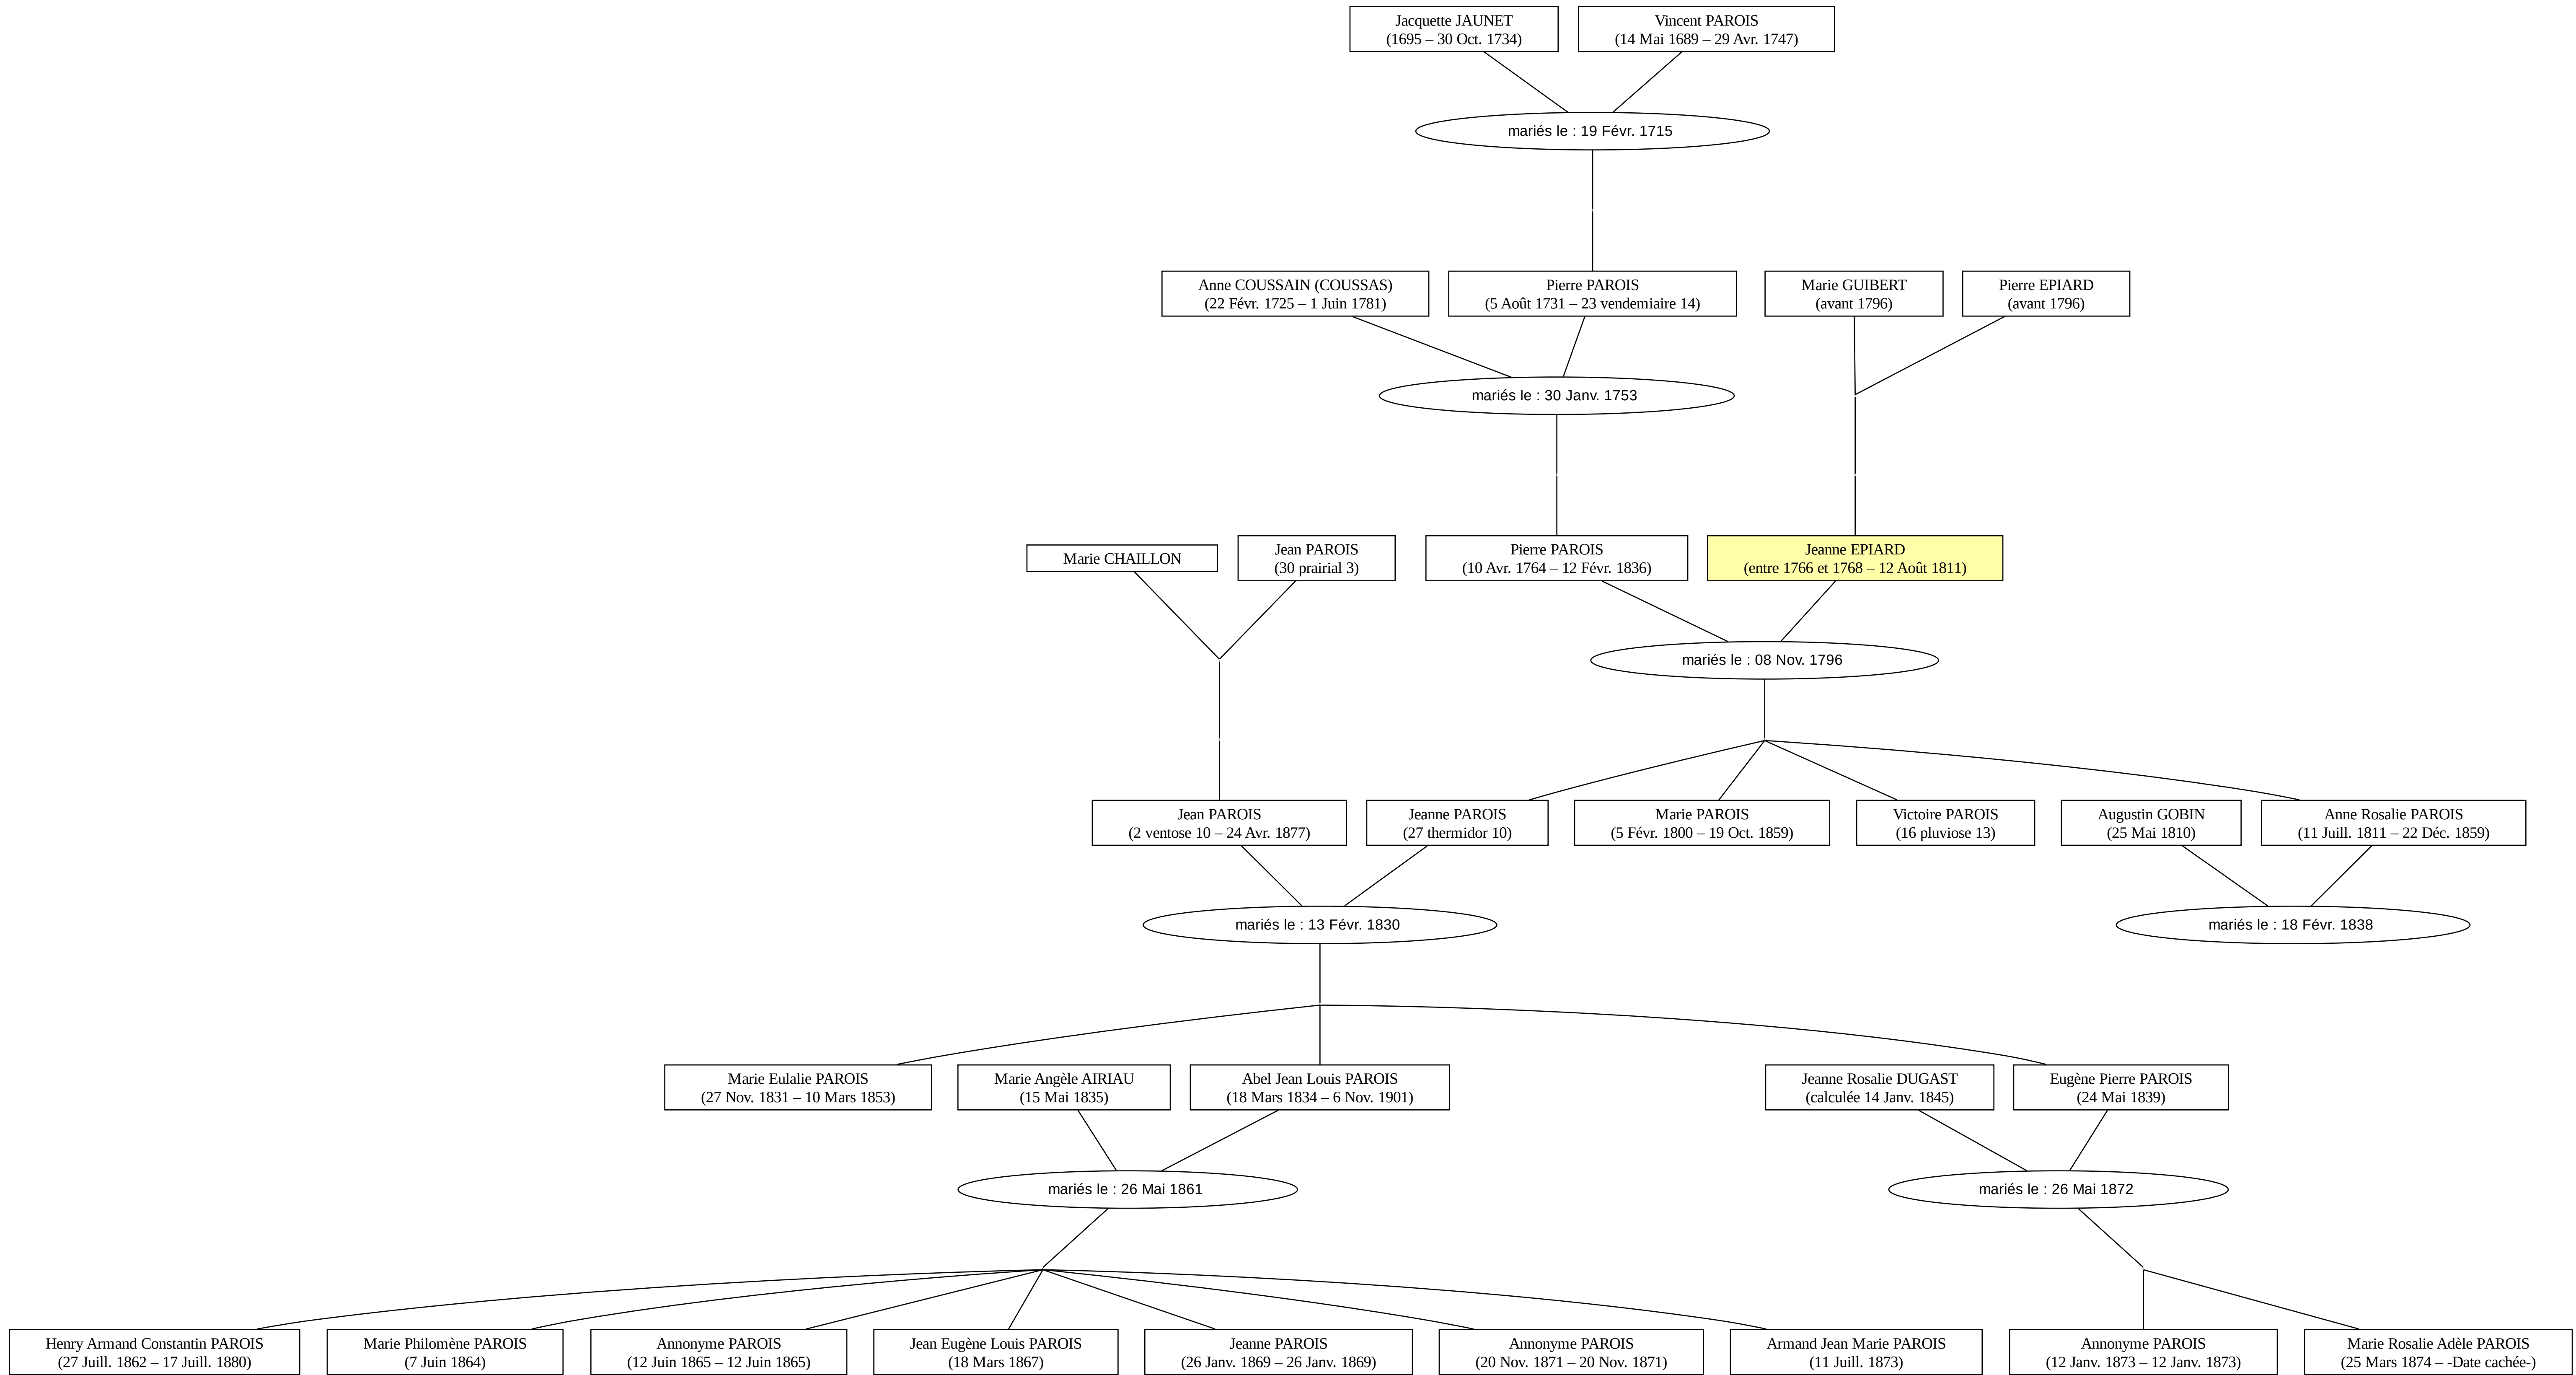 Jacquette JAUNET
(1695 – 30 Oct. 1734)
Vincent PAROIS
(14 Mai 1689 – 29 Avr. 1747)
mariés le : 19 Févr. 1715
Anne COUSSAIN (COUSSAS)
(22 Févr. 1725 – 1 Juin 1781)
Pierre PAROIS
(5 Août 1731 – 23 vendemiaire 14)
Marie GUIBERT
(avant 1796)
Pierre EPIARD
(avant 1796)
mariés le : 30 Janv. 1753
Marie CHAILLON
Jean PAROIS
(30 prairial 3)
Pierre PAROIS
(10 Avr. 1764 – 12 Févr. 1836)
Jeanne EPIARD
(entre 1766 et 1768 – 12 Août 1811)
mariés le : 08 Nov. 1796
Jean PAROIS
(2 ventose 10 – 24 Avr. 1877)
Jeanne PAROIS
(27 thermidor 10)
Marie PAROIS
(5 Févr. 1800 – 19 Oct. 1859)
Victoire PAROIS
(16 pluviose 13)
Augustin GOBIN
(25 Mai 1810)
Anne Rosalie PAROIS
(11 Juill. 1811 – 22 Déc. 1859)
mariés le : 13 Févr. 1830
mariés le : 18 Févr. 1838
Marie Eulalie PAROIS
(27 Nov. 1831 – 10 Mars 1853)
Marie Angèle AIRIAU
(15 Mai 1835)
Abel Jean Louis PAROIS
(18 Mars 1834 – 6 Nov. 1901)
Jeanne Rosalie DUGAST
(calculée 14 Janv. 1845)
Eugène Pierre PAROIS
(24 Mai 1839)
mariés le : 26 Mai 1861
mariés le : 26 Mai 1872
Henry Armand Constantin PAROIS
(27 Juill. 1862 – 17 Juill. 1880)
Marie Philomène PAROIS
(7 Juin 1864)
Annonyme PAROIS
(12 Juin 1865 – 12 Juin 1865)
Jean Eugène Louis PAROIS
(18 Mars 1867)
Jeanne PAROIS
(26 Janv. 1869 – 26 Janv. 1869)
Annonyme PAROIS
(20 Nov. 1871 – 20 Nov. 1871)
Armand Jean Marie PAROIS
(11 Juill. 1873)
Annonyme PAROIS
(12 Janv. 1873 – 12 Janv. 1873)
Marie Rosalie Adèle PAROIS
(25 Mars 1874 – -Date cachée-)